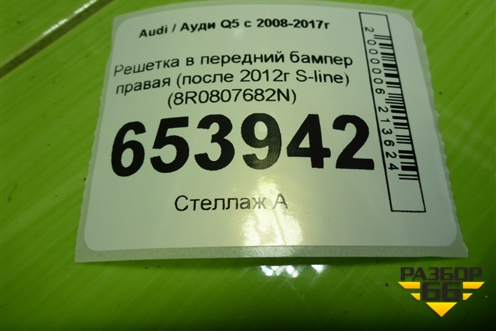 Audi / Ауди Q5 с 2008-2017г
Решетка в передний бампер
правая (после 2012г S-line)
(8R0807682N)
653942
Стеллаж А
2000006213624
РАЗБОР
66